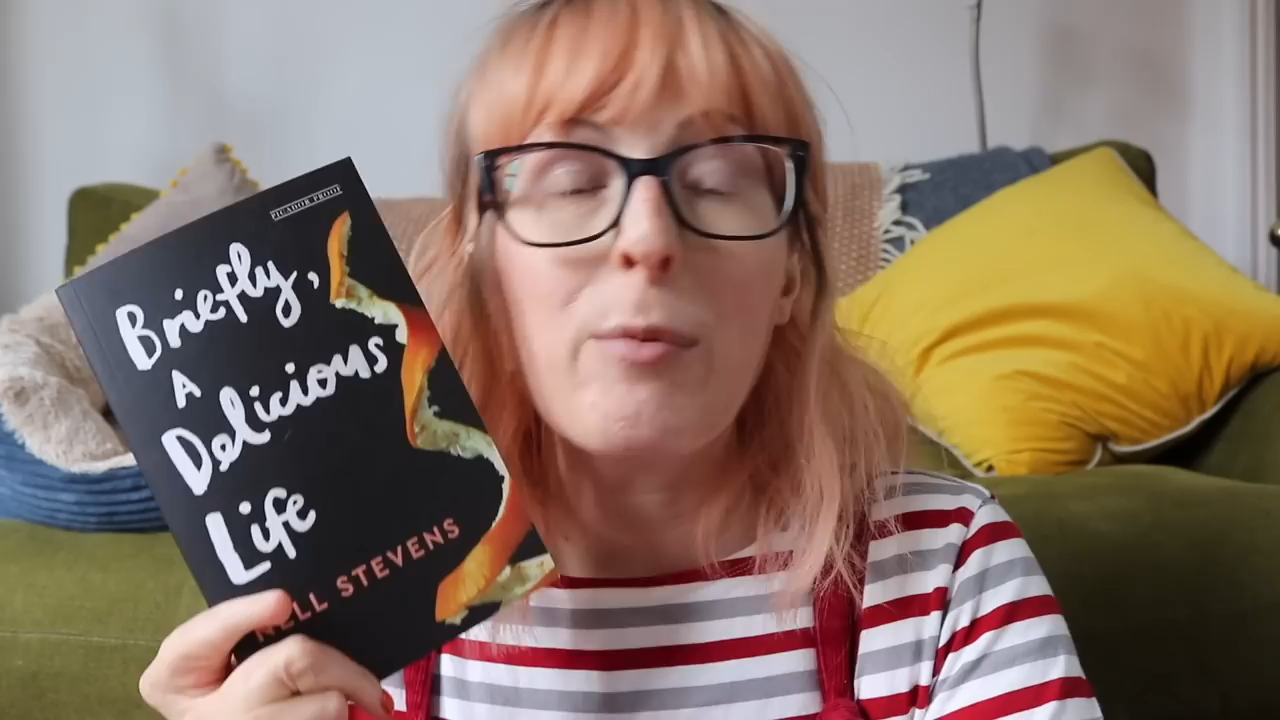 PICADOR PROOF
Briefly,
A
Delicious
Life
NELL STEVENS